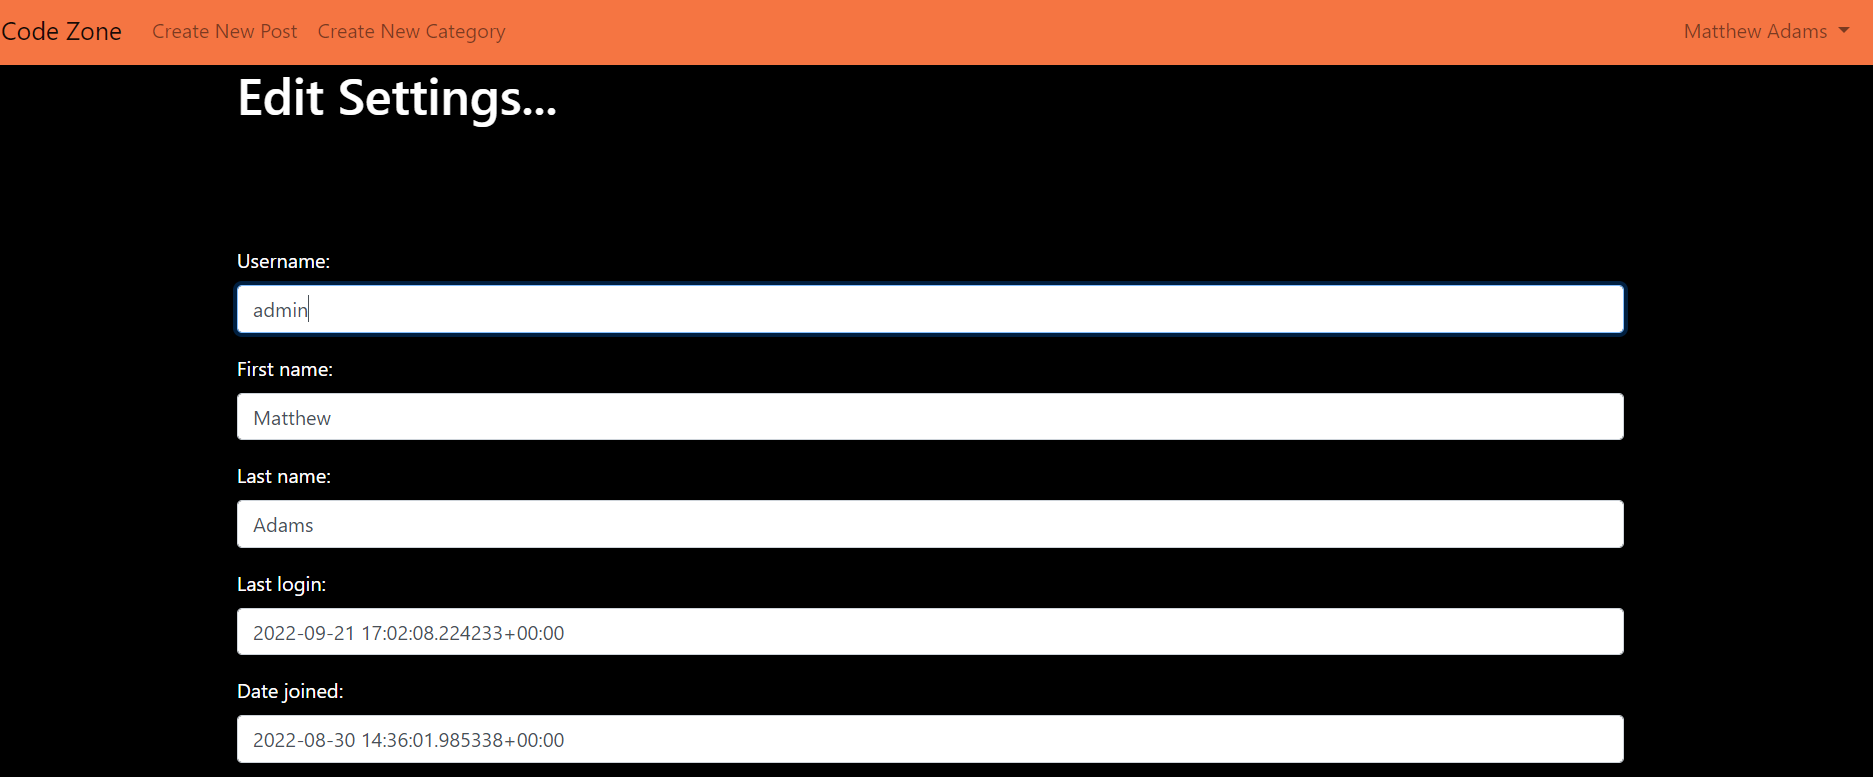 Code Zone Create New Post Create New Category Matthew Adams
Edit Settings...
Username:
admin
First name:
Matthew
Last name:
Adams
Last login:
2022-09-21 17:02:08.224233+00:00
Date joined:
2022-08-30 14:36:01.985338+00:00